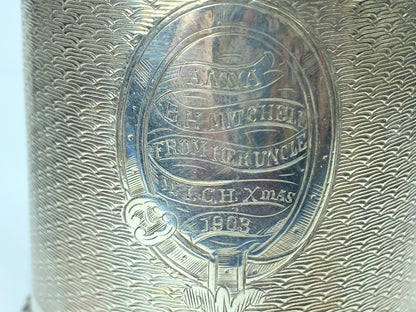 ANNA
B.H. MITCHELL
FROM HER UNCLE
C.H. Xmas
1903